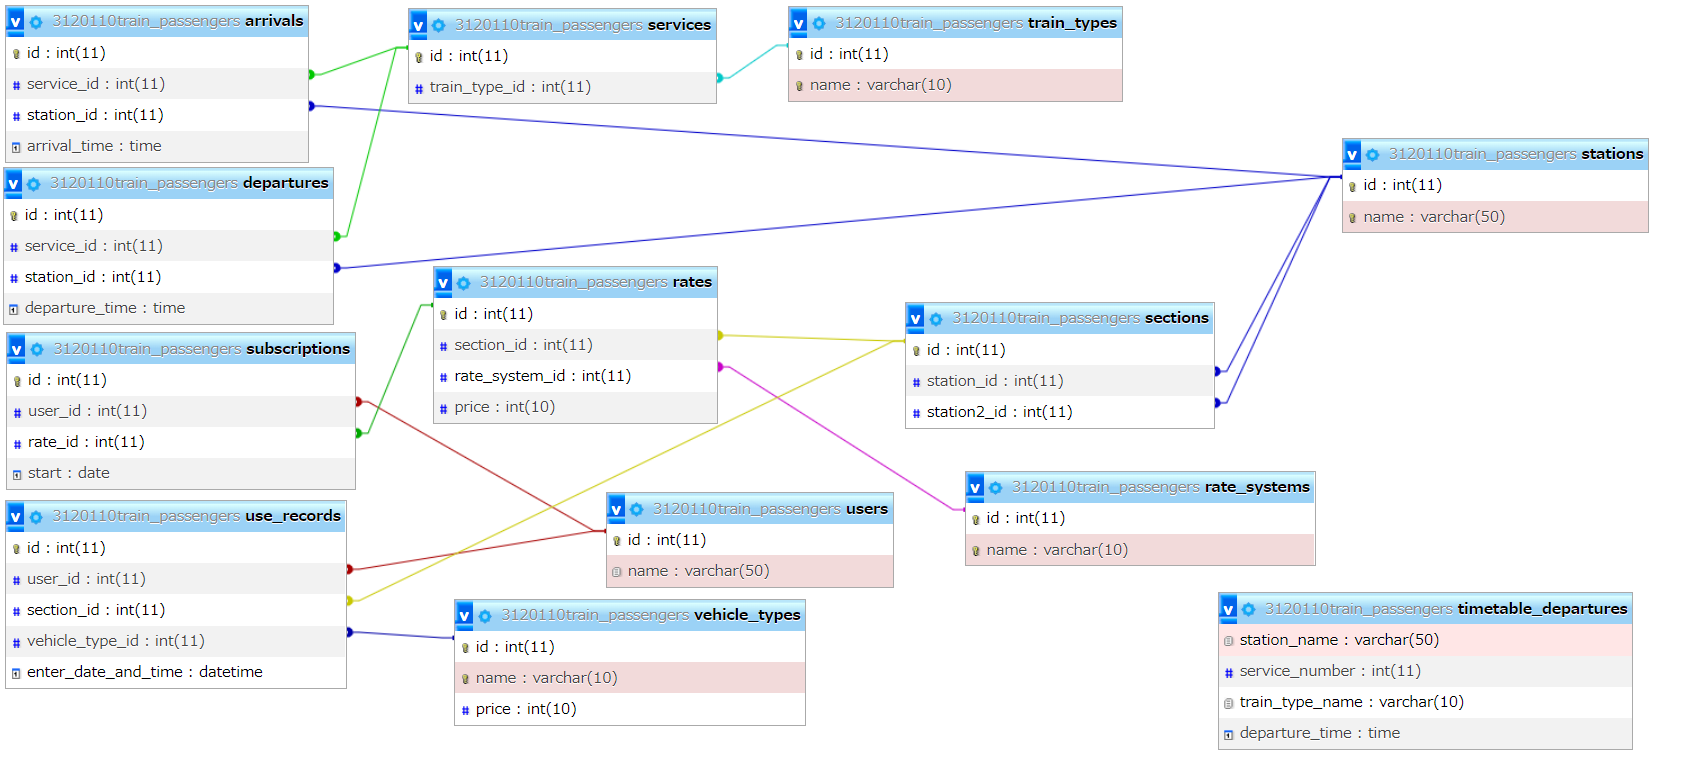 v 3120110train_passengers arrivals
id : int(11)
service_id : int(11)
station_id : int(11)
arrival_time : time
v 3120110train_passengers services
id : int(11)
train_type_id : int(11)
v 3120110train_passengers train_types
id : int(11)
name : varchar(10)
v 3120110train_passengers stations
id : int(11)
name : varchar(50)
v 3120110train_passengers departures
id : int(11)
service_id : int(11)
station_id : int(11)
departure_time : time
v 3120110train_passengers rates
id : int(11)
section_id : int(11)
rate_system_id : int(11)
price : int(10)
v 3120110train_passengers sections
id : int(11)
station_id : int(11)
station2_id : int(11)
v 3120110train_passengers subscriptions
id : int(11)
user_id : int(11)
rate_id : int(11)
start : date
v 3120110train_passengers rate_systems
id : int(11)
name : varchar(10)
v 3120110train_passengers users
id : int(11)
name : varchar(50)
v 3120110train_passengers use_records
id : int(11)
user_id : int(11)
section_id : int(11)
vehicle_type_id : int(11)
enter_date_and_time : datetime
v 3120110train_passengers vehicle_types
id : int(11)
name : varchar(10)
price : int(10)
v 3120110train_passengers timetable_departures
station_name : varchar(50)
service_number : int(11)
train_type_name : varchar(10)
departure_time : time